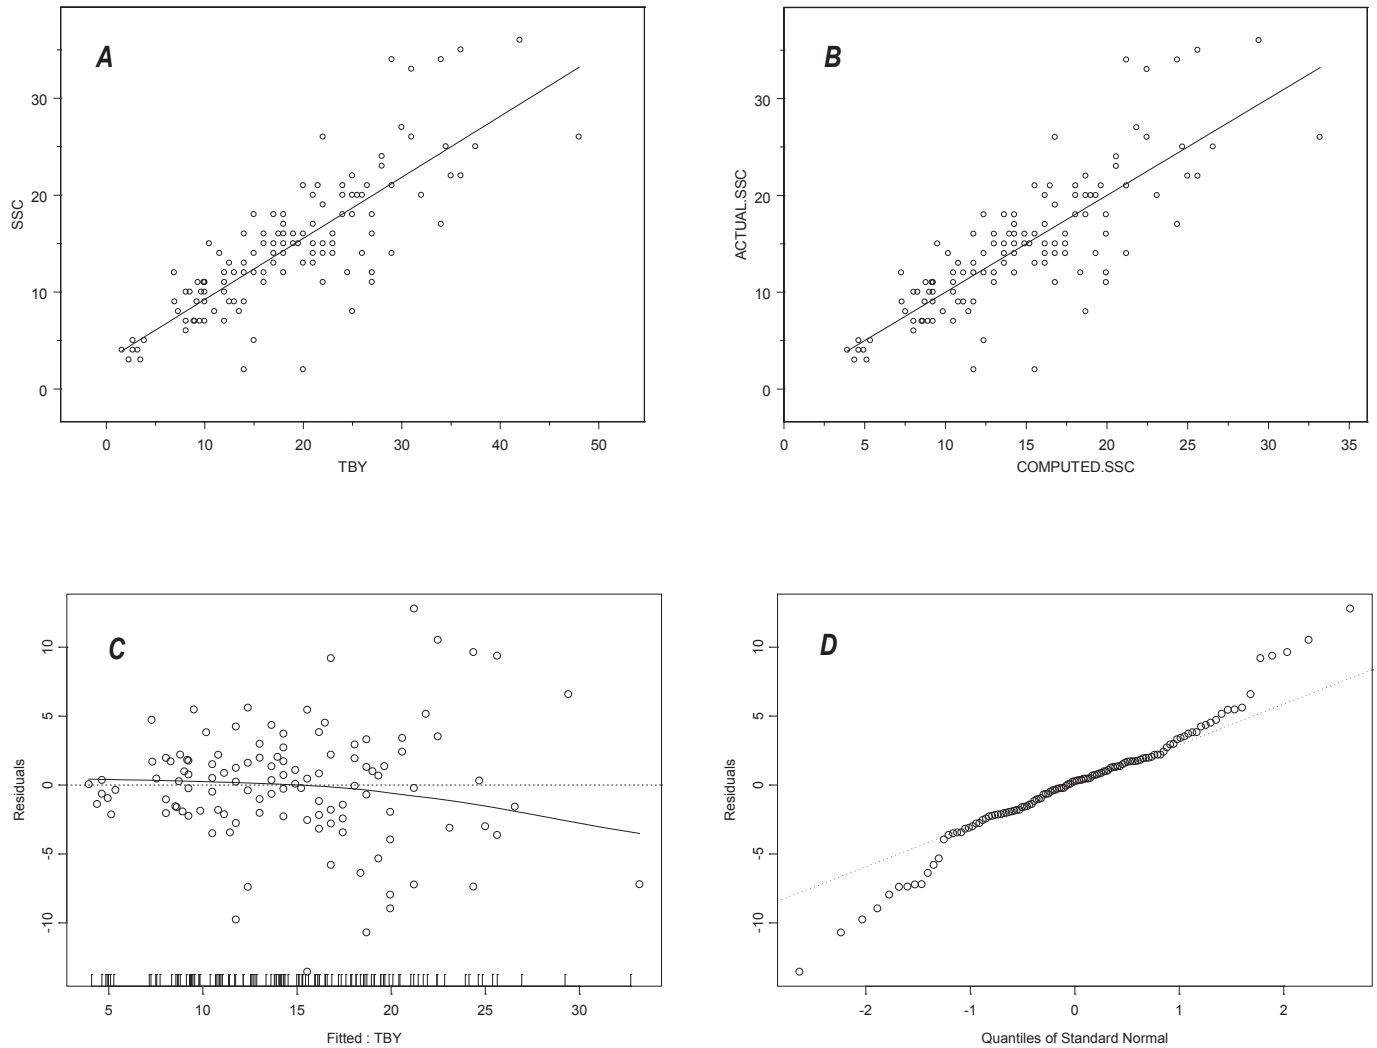 A
B
30
20
10
0
SSC
0 10 20 30 40 50
TBY
30
20
10
0
ACTUAL.SSC
0 5 10 15 20 25 30 35
COMPUTED.SSC
C
D
10
5
0
-5
-10
Residuals
5 10 15 20 25 30
Fitted : TBY
10
5
0
-5
-10
Residuals
-2 -1 0 1 2
Quantiles of Standard Normal